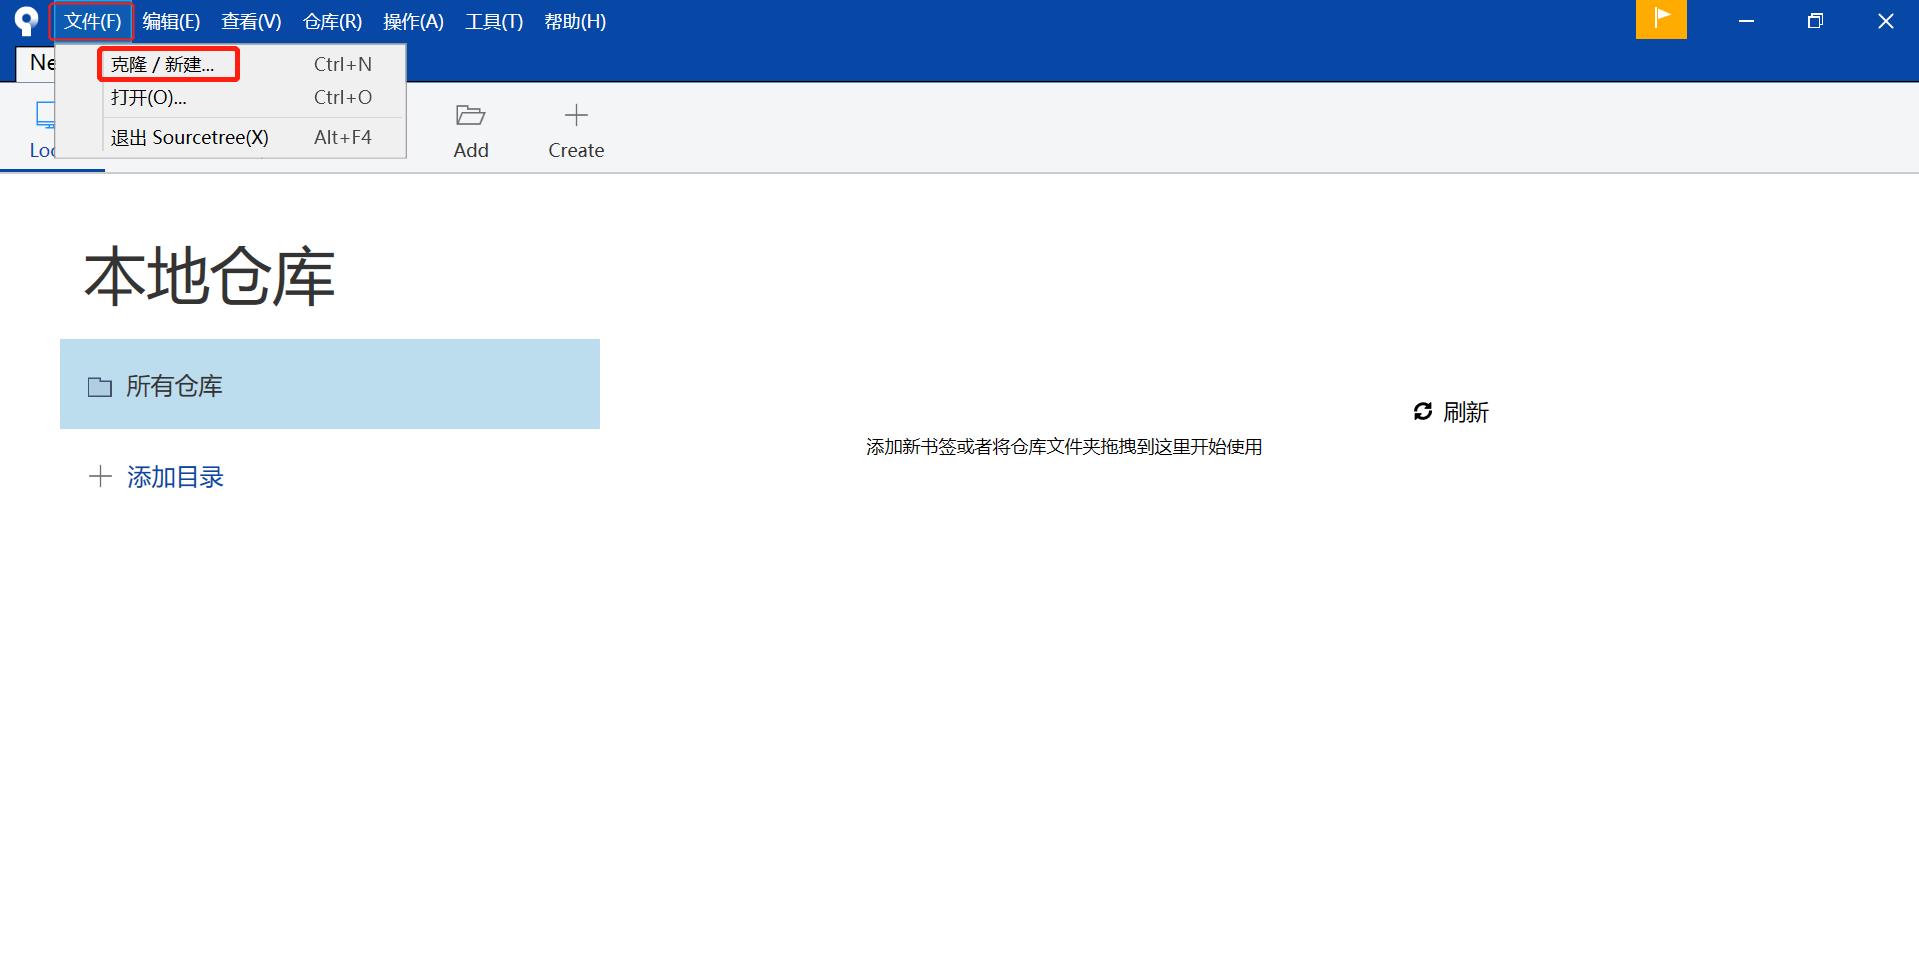 文件(F) 编辑(E) 查看(V) 仓库(R) 操作(A) 工具(T) 帮助(H)
Ne
克隆 / 新建... Ctrl+N
打开(O)... Ctrl+O
退出 Sourcetree(X) Alt+F4
Loc
Add
Create
本地仓库
所有仓库
添加目录
刷新
添加新书签或者将仓库文件夹拖拽到这里开始使用